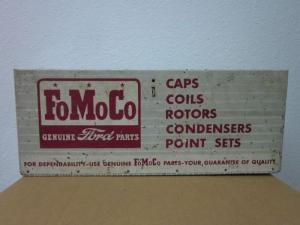 FoMoCo
GENUINE Ford PARTS
CAPS
COILS
ROTORS
CONDENSERS
POINT SETS
FOR DEPENDABILITY-USE GENUINE FoMoCo PARTS-YOUR GUARANTEE OF QUALITY